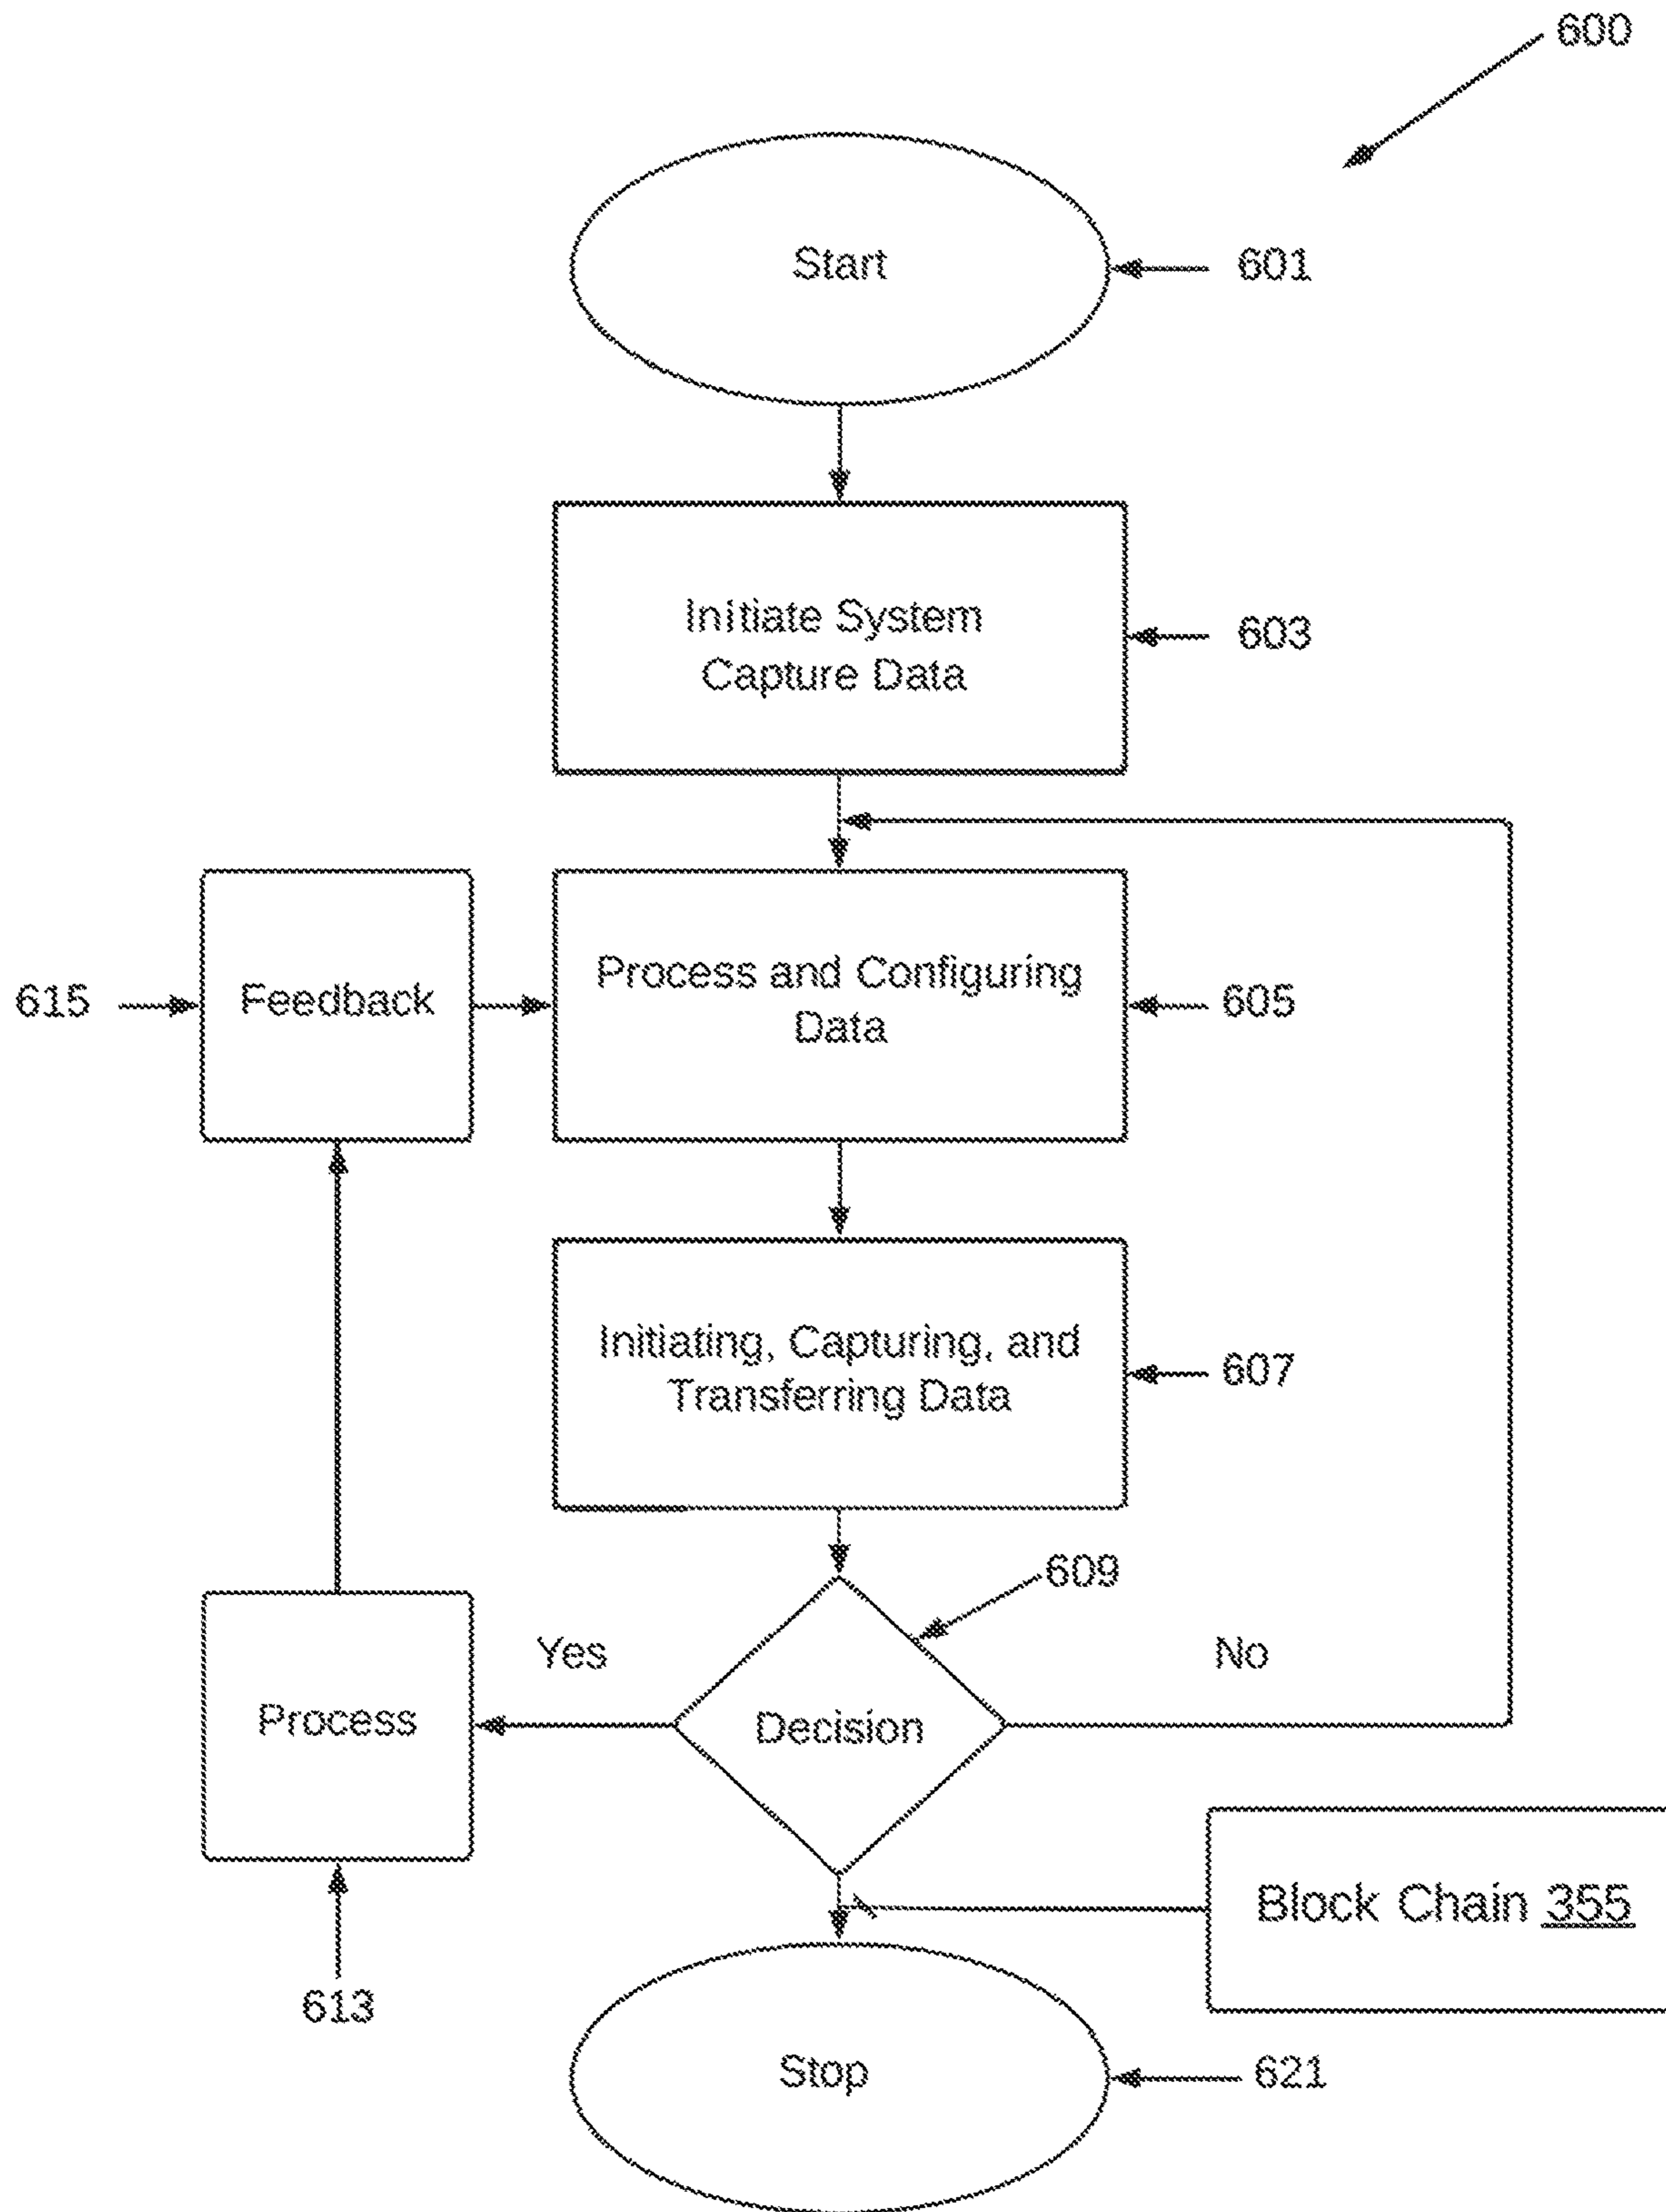 600
Start
601
Initiate System
Capture Data
603
615
Feedback
Process and Configuring
Data
605
Initiating, Capturing, and
Transferring Data
607
609
Yes
No
Process
Decision
Block Chain 355
613
Stop
621